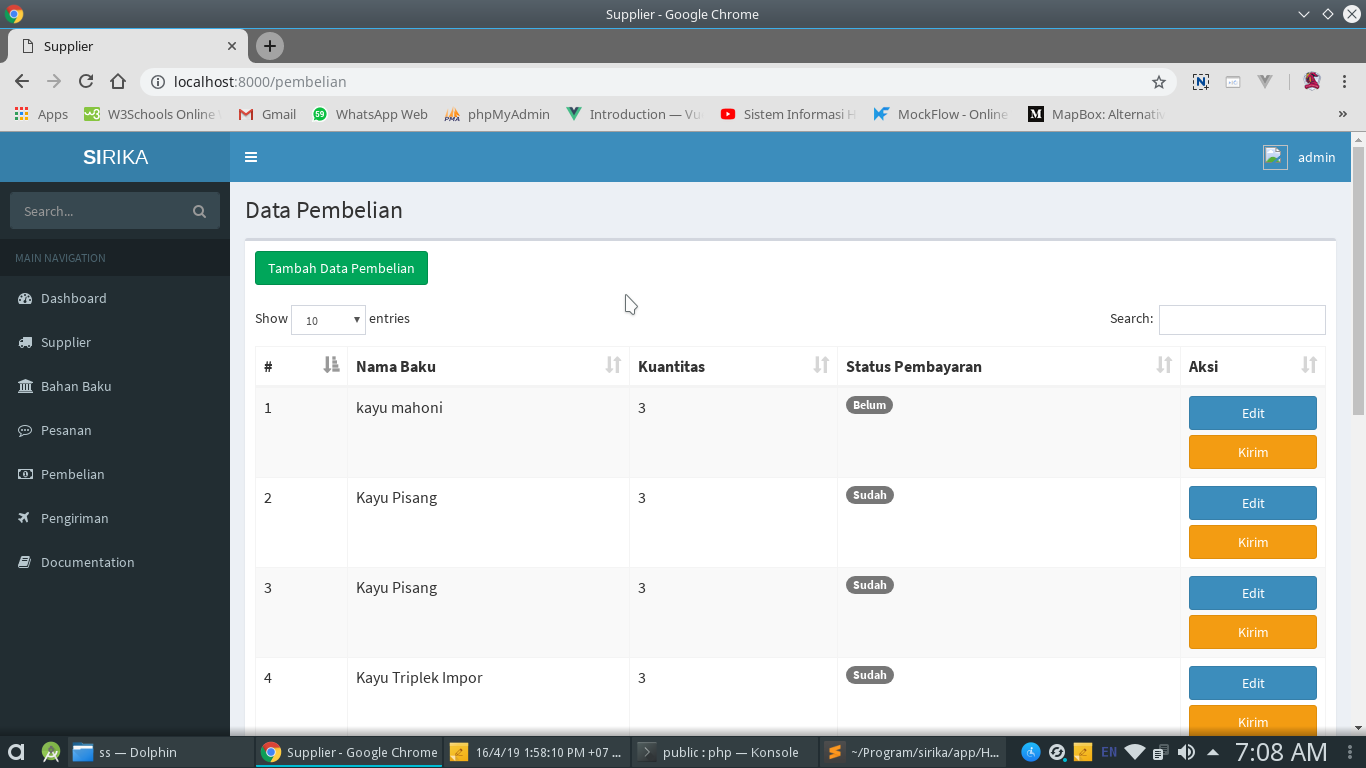 Supplier - Google Chrome
Supplier
localhost:8000/pembelian
Apps W3Schools Online Gmail 59 WhatsApp Web PMA phpMyAdmin Introduction — Vu Sistem Informasi MockFlow - Online M MapBox: Alternativ »
SIRIKA
admin
Search...
MAIN NAVIGATION
Dashboard
Supplier
Bahan Baku
Pesanan
Pembelian
Pengiriman
Documentation
Data Pembelian
Tambah Data Pembelian
Show 10 entries Search:
# Nama Baku Kuantitas Status Pembayaran Aksi
1 kayu mahoni 3 Belum Edit
Kirim
2 Kayu Pisang 3 Sudah Edit
Kirim
3 Kayu Pisang 3 Sudah Edit
Kirim
4 Kayu Triplek Impor 3 Sudah Edit
Kirim
ss — Dolphin Supplier - Google Chrome 16/4/19 1:58:10 PM +07 ... public : php — Konsole ~/Program/sirika/app/H... EN 7:08 AM